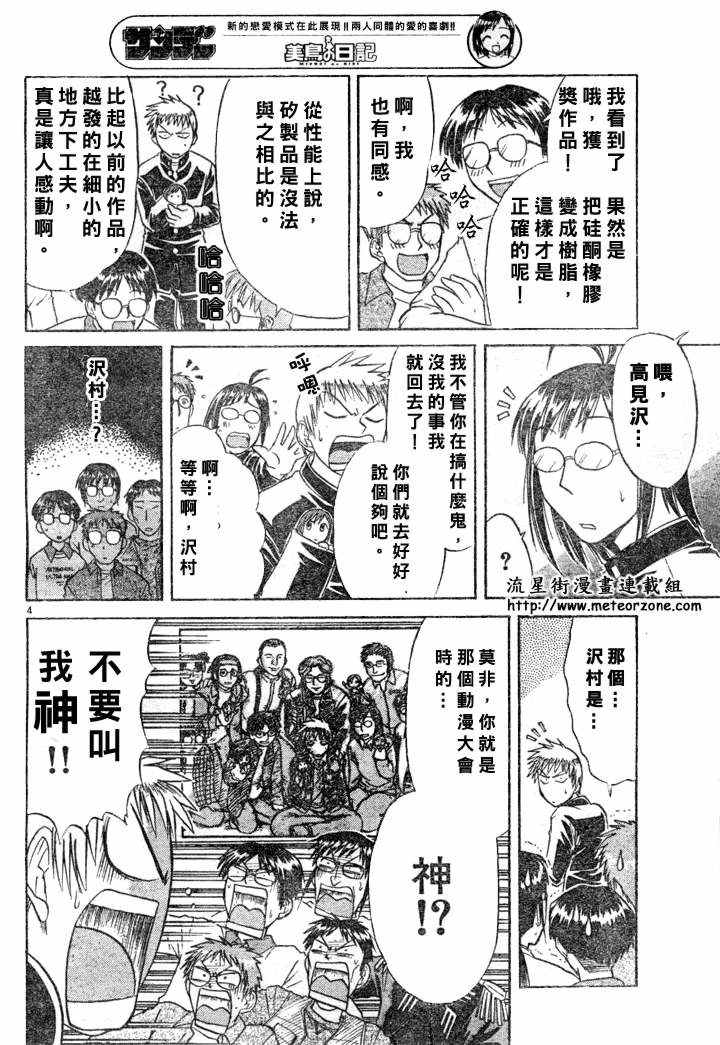 サンデー
新的戀愛模式在此展現!!兩人同體的愛的喜劇!!
美鳥の日記
我看到了
哦,獲
獎作品!
果然是
把硅酮橡膠
變成樹脂,
這樣才是
正確的呢!
啊,我
也有同感。
哈
哈
哈
從性能上說,
矽製品是沒法
與之相比的。
?
?
哈哈哈
比起以前的作品,
越發的在細小的
地方下工夫,
真是讓人感動啊。
喂,
高見沢…
?
我不管你在搞什麼鬼,
沒我的事我
就回去了!
你們就去好好
說個夠吧。
啊…
等等啊,沢村
沢村…?
流星街漫畫連載組
http://www.meteorzone.com
4
那個…
沢村是…
莫非,你就是
那個動漫大會
時的…
神!?
不要叫
我神!!